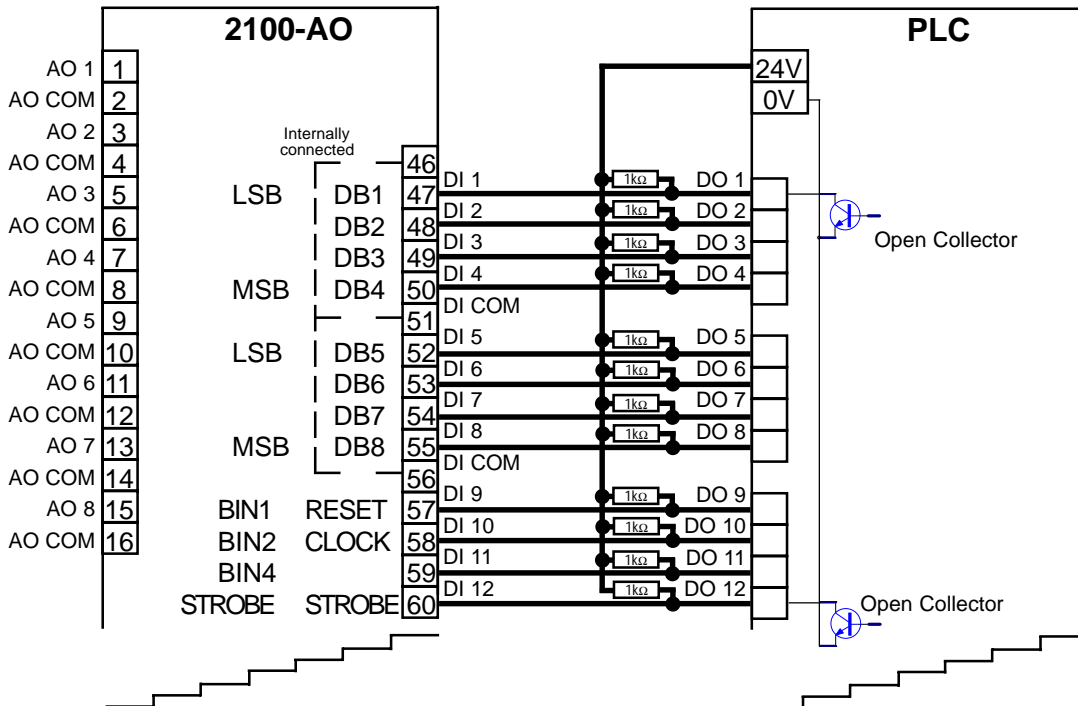 2100-AO
PLC
AO 1 1
AO COM 2
AO 2 3
AO COM 4
AO 3 5
AO COM 6
AO 4 7
AO COM 8
AO 5 9
AO COM 10
AO 6 11
AO COM 12
AO 7 13
AO COM 14
AO 8 15
AO COM 16
Internally
connected
46
LSB DB1 47
DB2 48
DB3 49
MSB DB4 50
51
LSB DB5 52
DB6 53
DB7 54
MSB DB8 55
56
BIN1 RESET 57
BIN2 CLOCK 58
BIN4 59
STROBE STROBE 60
24V
0V
DI 1 1kΩ DO 1
DI 2 1kΩ DO 2
DI 3 1kΩ DO 3
DI 4 1kΩ DO 4
DI COM
DI 5 1kΩ DO 5
DI 6 1kΩ DO 6
DI 7 1kΩ DO 7
DI 8 1kΩ DO 8
DI COM
DI 9 1kΩ DO 9
DI 10 1kΩ DO 10
DI 11 1kΩ DO 11
DI 12 1kΩ DO 12
Open Collector
Open Collector